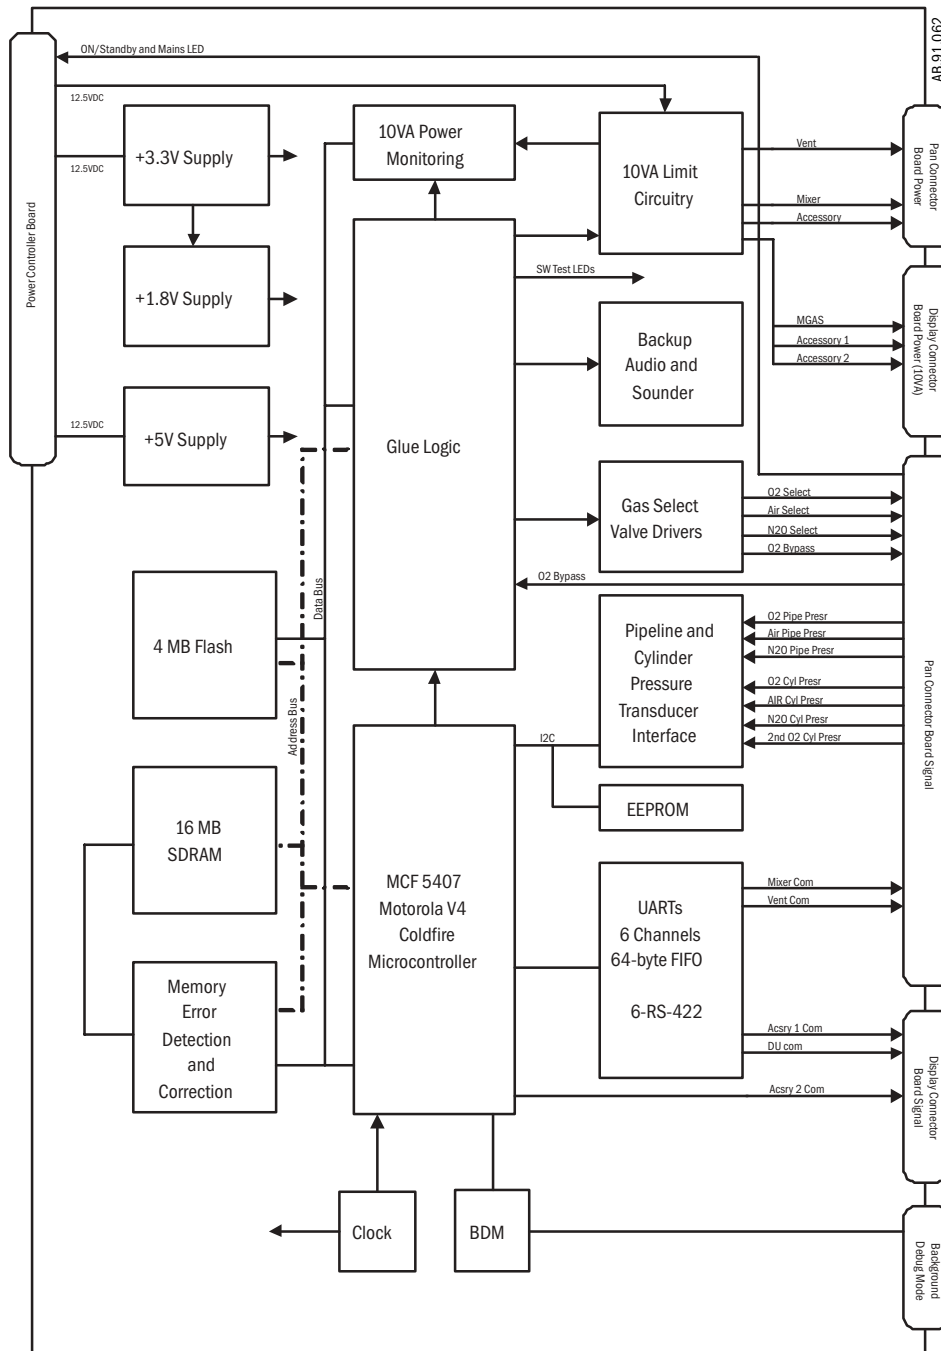 AB.91.062
ON/Standby and Mains LED
12.5VDC
12.5VDC
12.5VDC
Power Controller Board
+3.3V Supply
+1.8V Supply
+5V Supply
10VA Power
Monitoring
10VA Limit
Circuitry
Vent
Mixer
Accessory
Pan Connector
Board Power
SW Test LEDs
MGAS
Accessory 1
Accessory 2
Display Connector
Board Power (10VA)
Backup
Audio and
Sounder
Glue Logic
Gas Select
Valve Drivers
O2 Select
Air Select
N2O Select
O2 Bypass
O2 Bypass
Data Bus
Address Bus
4 MB Flash
Pipeline and
Cylinder
Pressure
Transducer
Interface
O2 Pipe Presr
Air Pipe Presr
N2O Pipe Presr
O2 Cyl Presr
AIR Cyl Presr
N2O Cyl Presr
2nd O2 Cyl Presr
Pan Connector Board Signal
I2C
EEPROM
16 MB
SDRAM
MCF 5407
Motorola V4
Coldfire
Microcontroller
UARTs
6 Channels
64-byte FIFO
6-RS-422
Mixer Com
Vent Com
Acsry 1 Com
DU com
Acsry 2 Com
Display Connector
Board Signal
Memory
Error
Detection
and
Correction
Clock
BDM
Background
Debug Mode